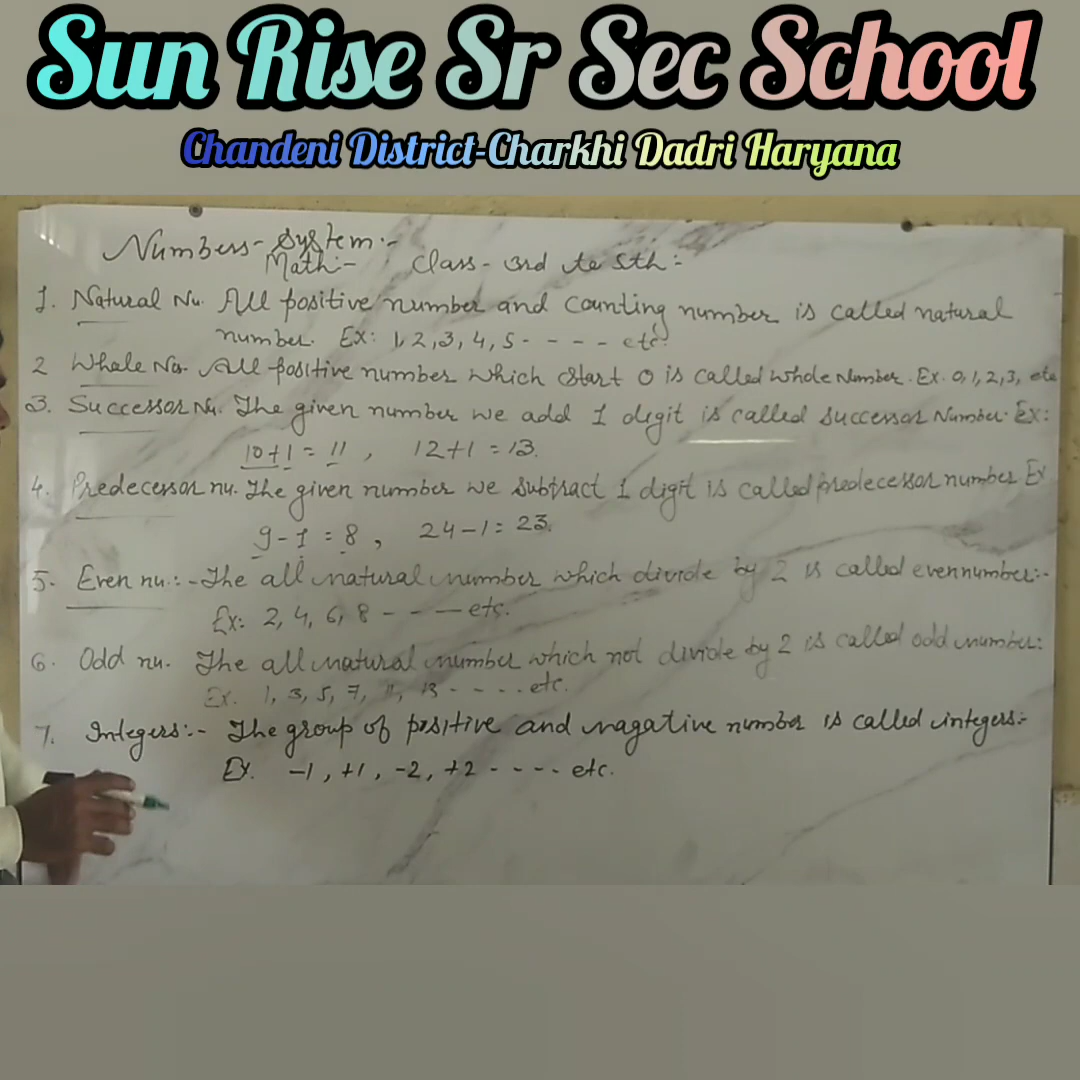 Sun Rise Sr Sec School
Chandeni District-Charkhi Dadri Haryana
Numbers- System:-
Math:- Class- 3rd to 5th:-
1. Natural Nu. All positive number and counting number is called natural
number. Ex: 1, 2, 3, 4, 5 - - - - etc.
2 Whole No. All positive number which start 0 is called whole Number. Ex. 0, 1, 2, 3, etc
3. Successor Nu. The given number we add 1 digit is called successor Number. Ex:
10+1 = 11 , 12+1 = 13.
4. Predecessor nu. The given number we subtract 1 digit is called predecessor number Ex
9-1 = 8 , 24-1 = 23.
5. Even nu.:- The all natural number which divide by 2 is called even number:-
Ex: 2, 4, 6, 8 - - - etc.
6. Odd nu. The all natural number which not divide by 2 is called odd number:
Ex. 1, 3, 5, 7, 11, 13 - - - - etc.
7. Integers:- The group of positive and nagative number is called integers:-
Ex. -1, +1, -2, +2 - - - - etc.